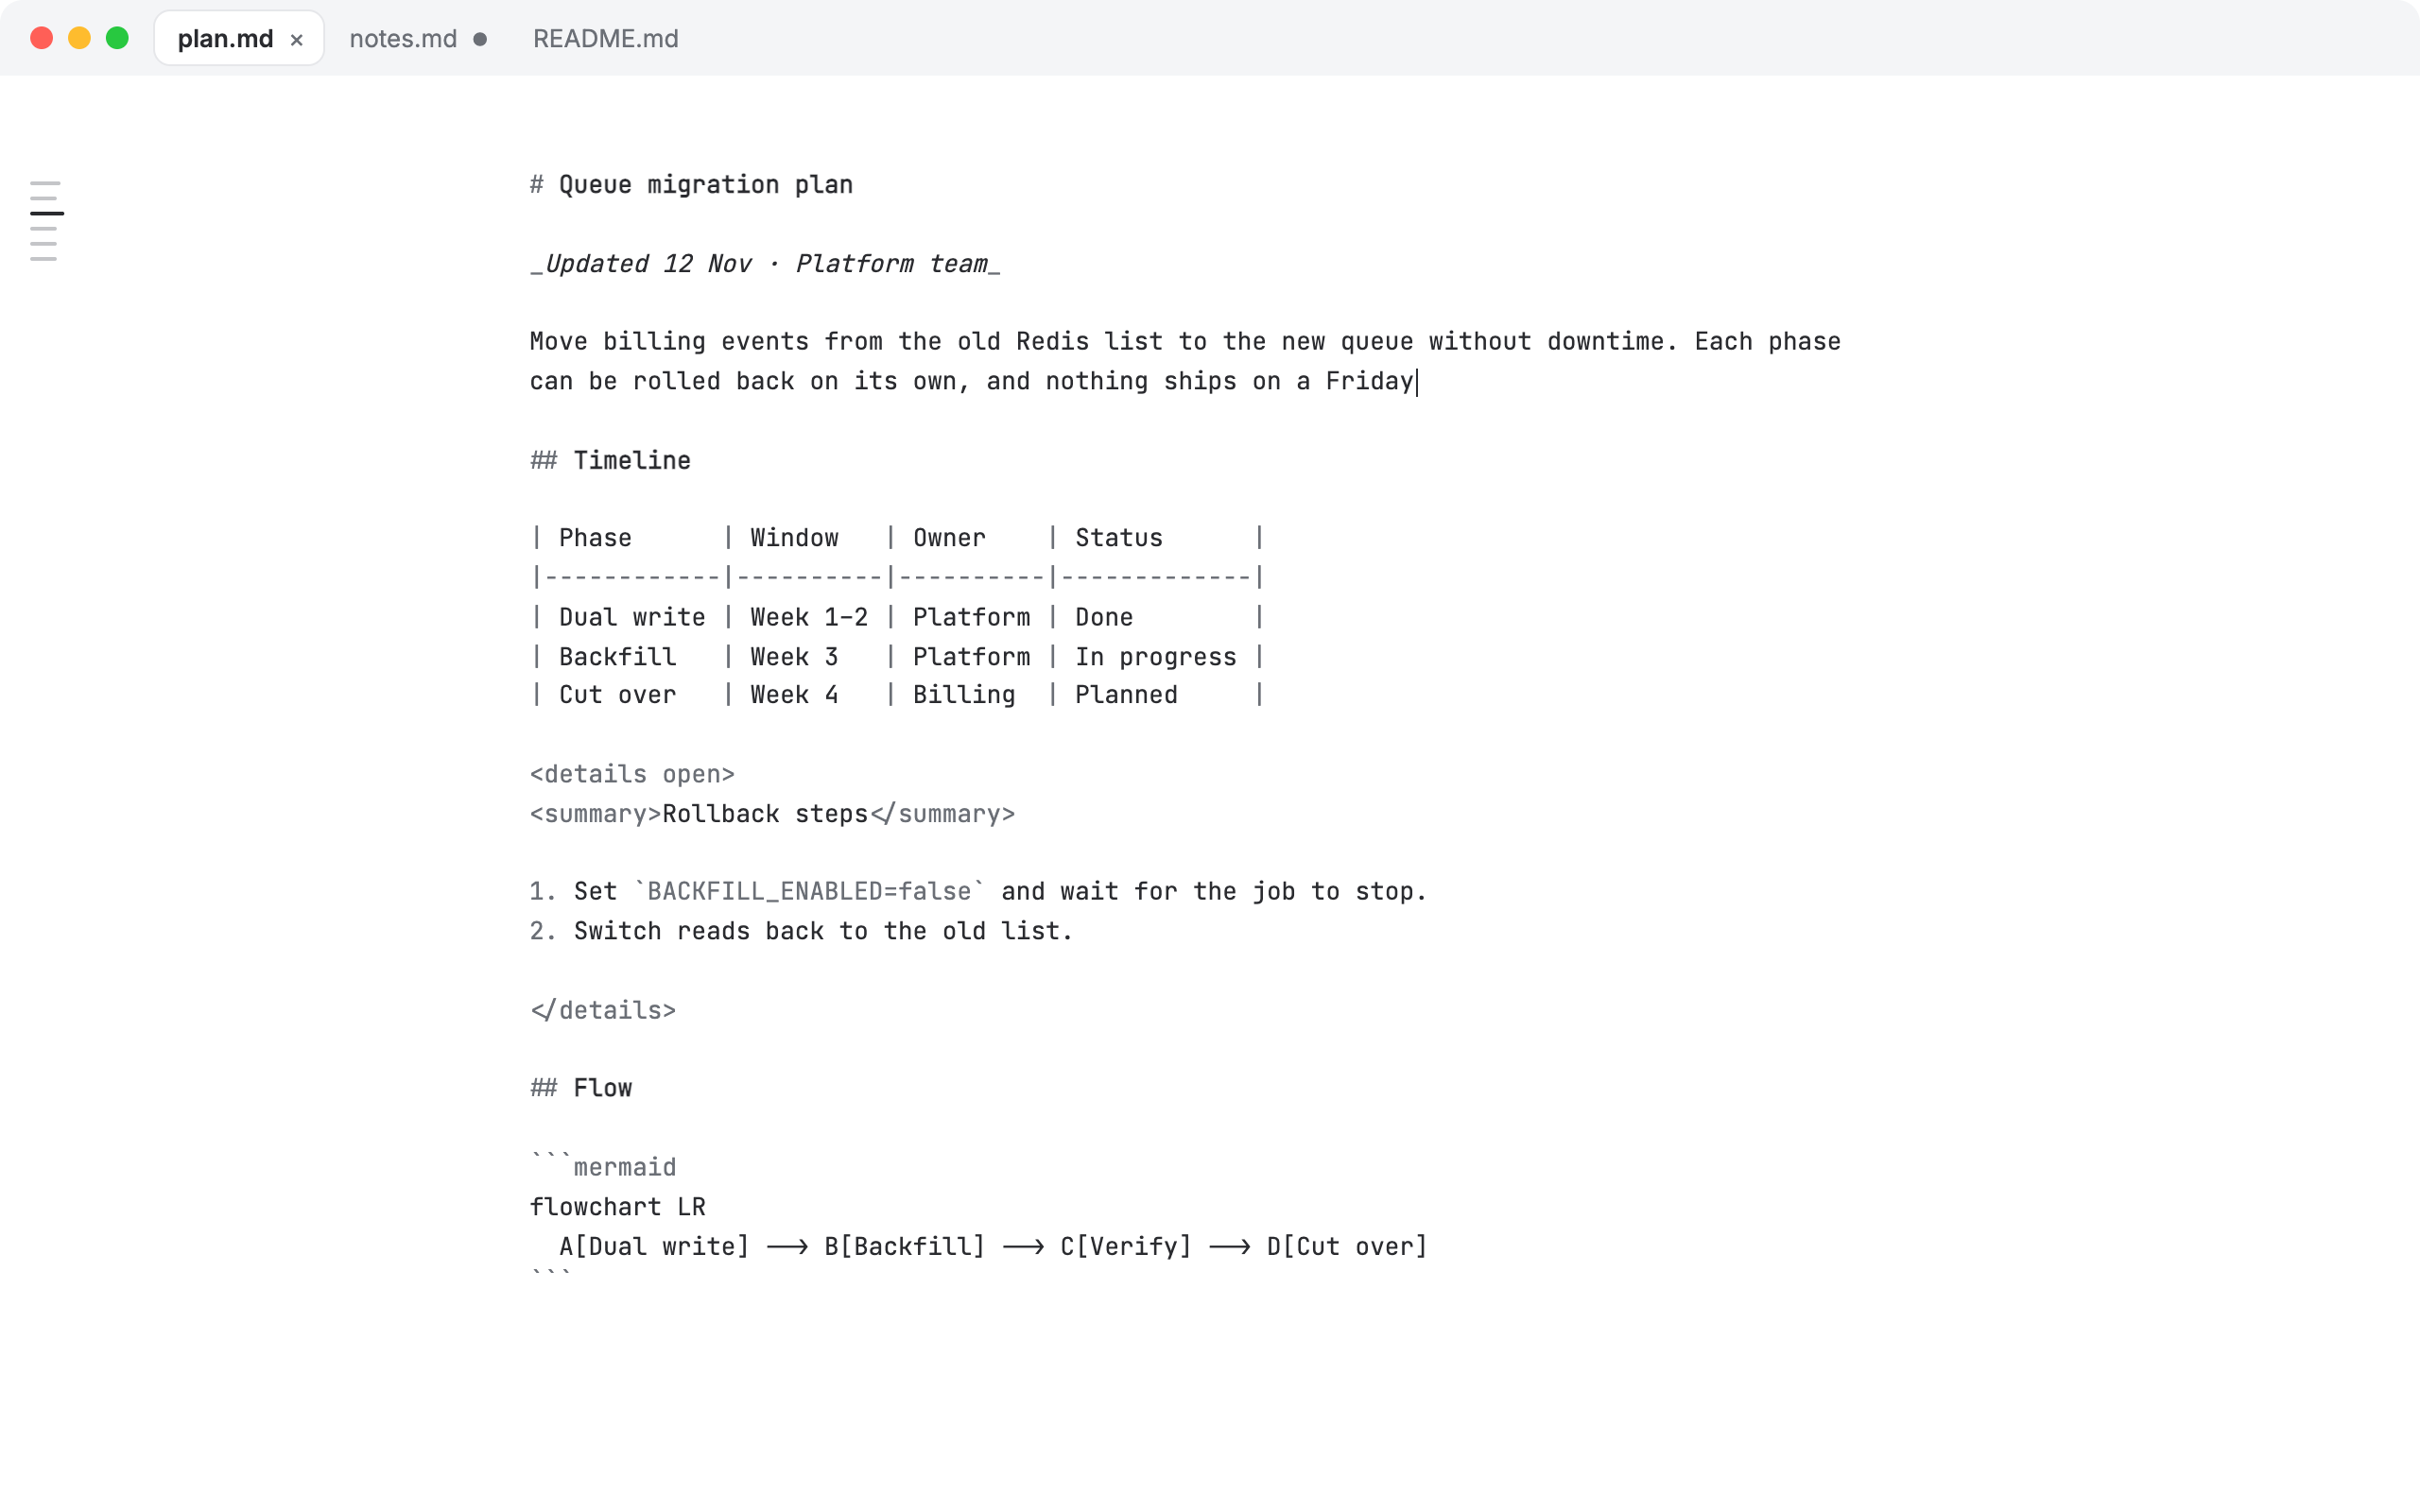 plan.md × notes.md ● README.md
# Queue migration plan
_Updated 12 Nov · Platform team_
Move billing events from the old Redis list to the new queue without downtime. Each phase
can be rolled back on its own, and nothing ships on a Friday
## Timeline
| Phase      | Window   | Owner    | Status      |
|------------|----------|----------|-------------|
| Dual write | Week 1–2 | Platform | Done        |
| Backfill   | Week 3   | Platform | In progress |
| Cut over   | Week 4   | Billing  | Planned     |
<details open>
<summary>Rollback steps</summary>
1. Set `BACKFILL_ENABLED=false` and wait for the job to stop.
2. Switch reads back to the old list.
</details>
## Flow
```mermaid
flowchart LR
  A[Dual write] --> B[Backfill] --> C[Verify] --> D[Cut over]
```